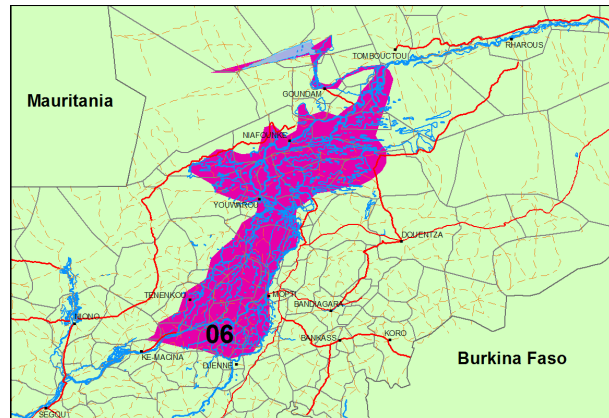 TOMBOUCTOU
RHAROUS
GOUNDAM
Mauritania
NIAFOUNKE
YOUWAROU
DOUENTZA
TENENKOU
MOPTI
BANDIAGARA
NIONO
06
BANKASS
KORO
KE-MACINA
DJENNE
Burkina Faso
SEGOU